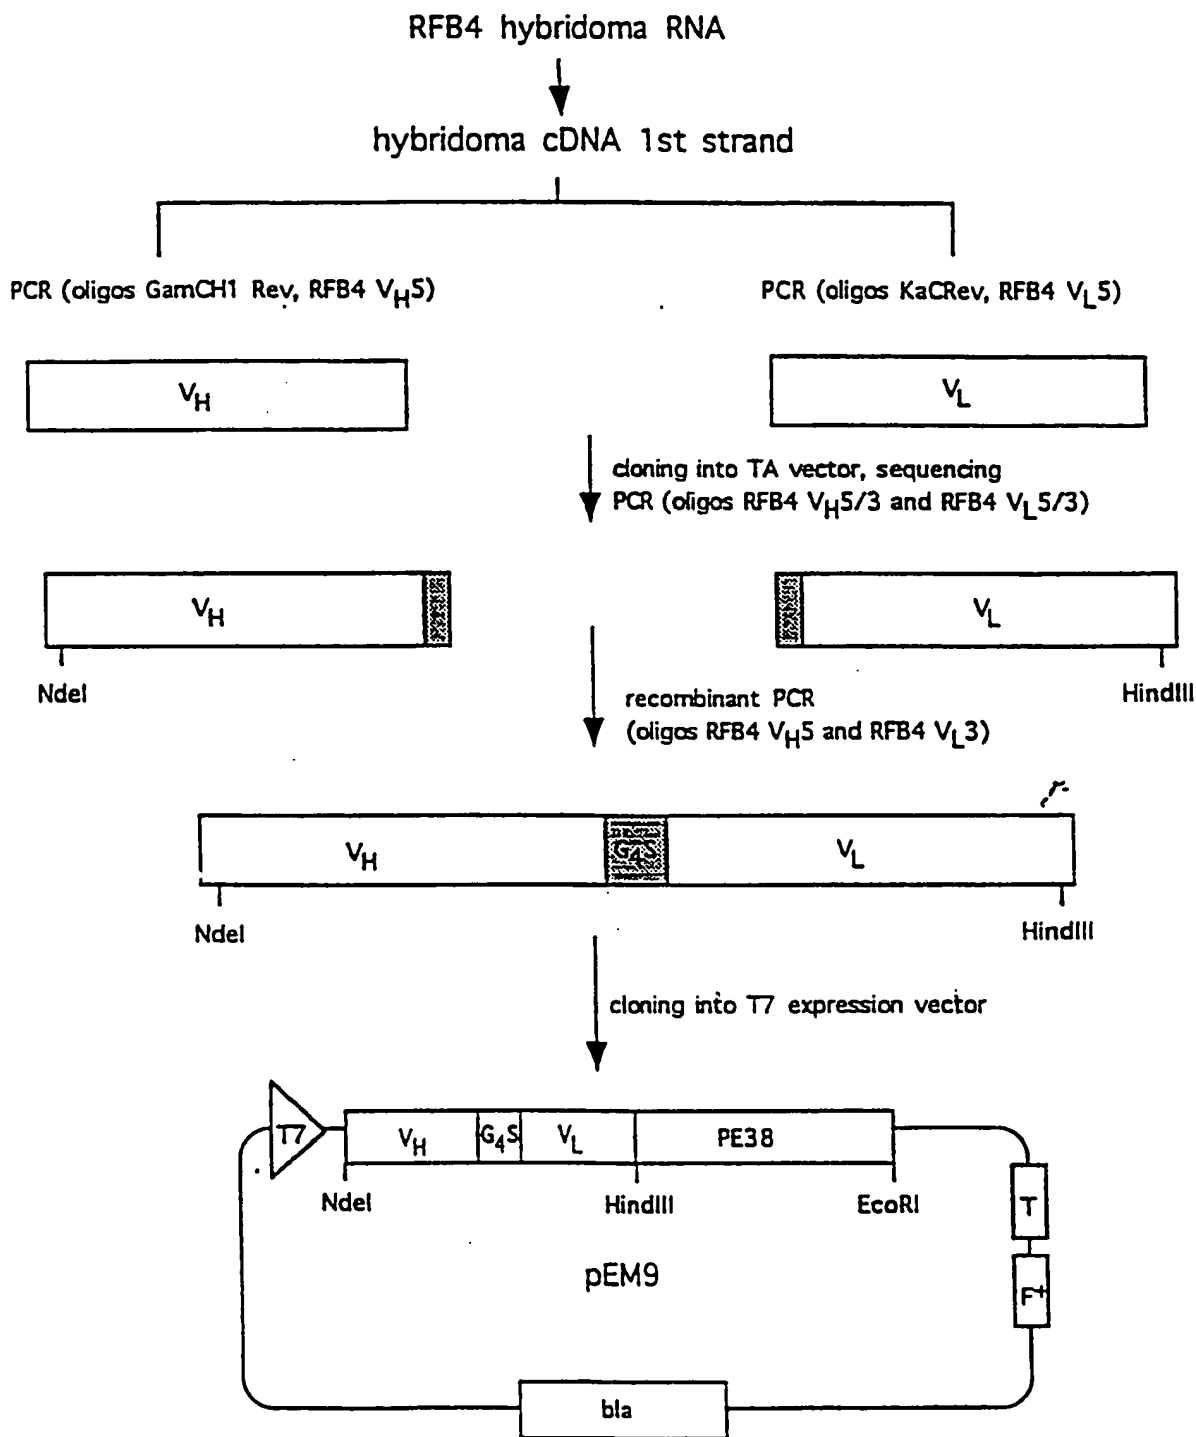 RFB4 hybridoma RNA
hybridoma cDNA 1st strand
PCR (oligos GamCH1 Rev, RFB4 VH5)
PCR (oligos KaCRev, RFB4 VL5)
VH
VL
cloning into TA vector, sequencing
PCR (oligos RFB4 VH5/3 and RFB4 VL5/3)
VH
VL
NdeI
HindIII
recombinant PCR
(oligos RFB4 VH5 and RFB4 VL3)
VH
G4S
VL
NdeI
HindIII
cloning into T7 expression vector
T7
VH
G4S
VL
PE38
NdeI
HindIII
EcoRI
T
F+
pEM9
bla